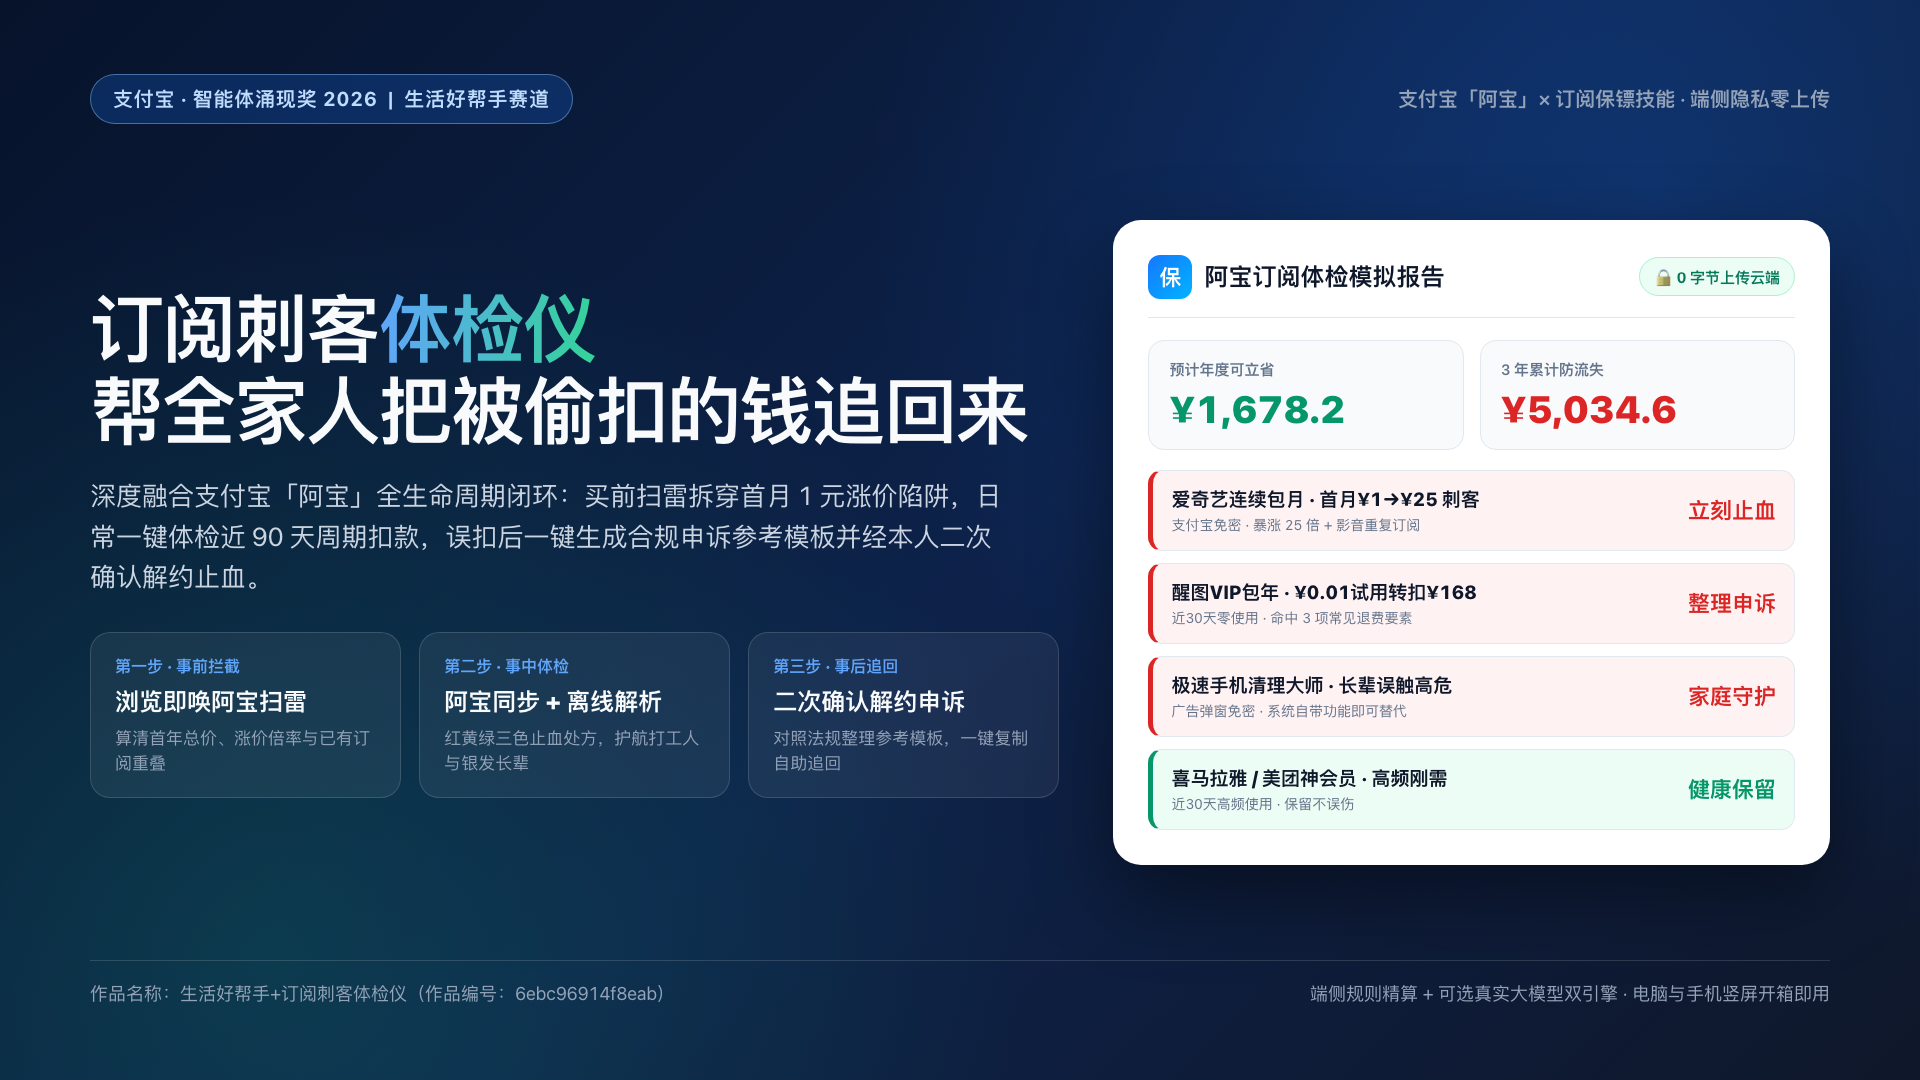 支付宝 · 智能体涌现奖 2026 | 生活好帮手赛道
支付宝「阿宝」× 订阅保镖技能 · 端侧隐私零上传
订阅刺客体检仪
帮全家人把被偷扣的钱追回来
深度融合支付宝「阿宝」全生命周期闭环：买前扫雷拆穿首月 1 元涨价陷阱，日
常一键体检近 90 天周期扣款，误扣后一键生成合规申诉参考模板并经本人二次
确认解约止血。
第一步 · 事前拦截
浏览即唤阿宝扫雷
算清首年总价、涨价倍率与已有订
阅重叠
第二步 · 事中体检
阿宝同步 + 离线解析
红黄绿三色止血处方，护航打工人
与银发长辈
第三步 · 事后追回
二次确认解约申诉
对照法规整理参考模板，一键复制
自助追回
保
阿宝订阅体检模拟报告
🔒 0 字节上传云端
预计年度可立省
¥1,678.2
3 年累计防流失
¥5,034.6
爱奇艺连续包月 · 首月¥1→¥25 刺客
支付宝免密 · 暴涨 25 倍 + 影音重复订阅
立刻止血
醒图VIP包年 · ¥0.01试用转扣¥168
近30天零使用 · 命中 3 项常见退费要素
整理申诉
极速手机清理大师 · 长辈误触高危
广告弹窗免密 · 系统自带功能即可替代
家庭守护
喜马拉雅 / 美团神会员 · 高频刚需
近30天高频使用 · 保留不误伤
健康保留
作品名称：生活好帮手+订阅刺客体检仪（作品编号：6ebc96914f8eab）
端侧规则精算 + 可选真实大模型双引擎 · 电脑与手机竖屏开箱即用